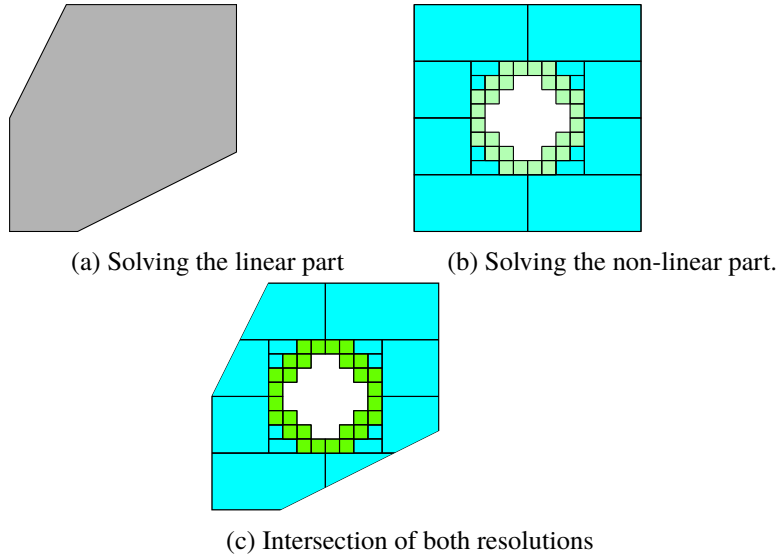 (a) Solving the linear part
(b) Solving the non-linear part.
(c) Intersection of both resolutions